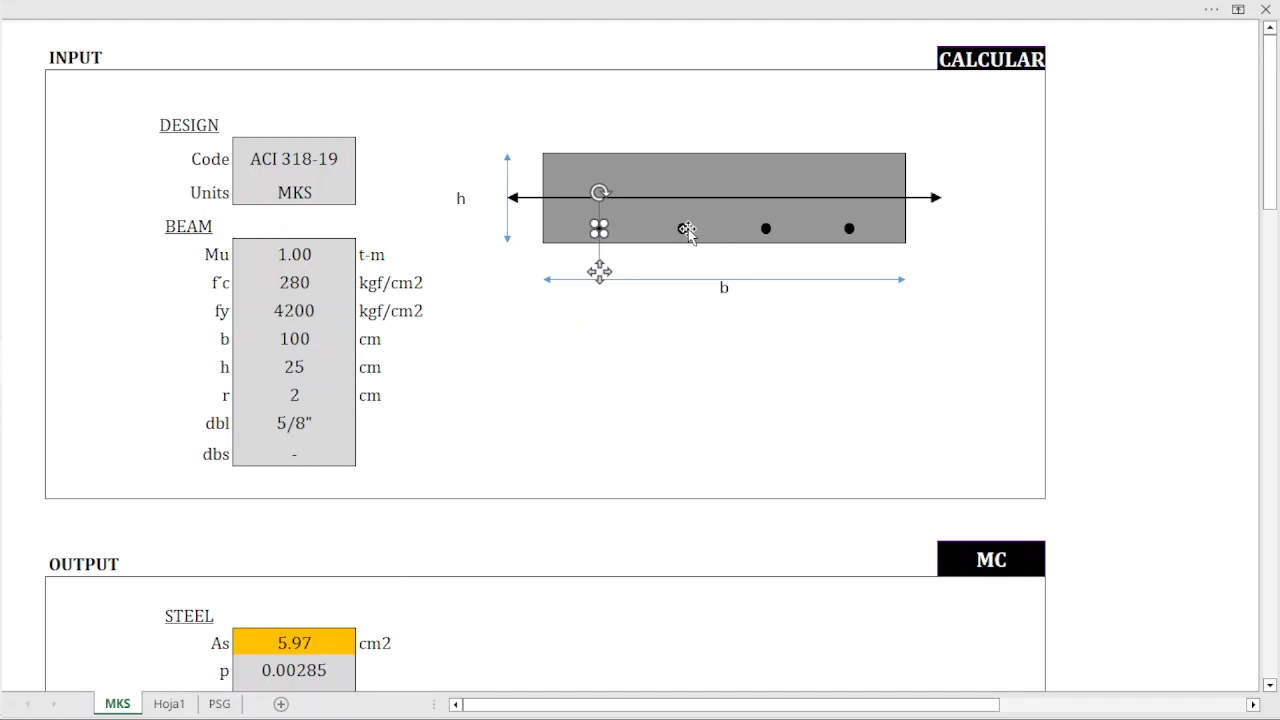 INPUT
CALCULAR
DESIGN
Code ACI 318-19
Units MKS
BEAM
Mu 1.00 t-m
f´c 280 kgf/cm2
fy 4200 kgf/cm2
b 100 cm
h 25 cm
r 2 cm
dbl 5/8"
dbs -
h
b
OUTPUT
MC
STEEL
As 5.97 cm2
p 0.00285
MKS Hoja1 PSG